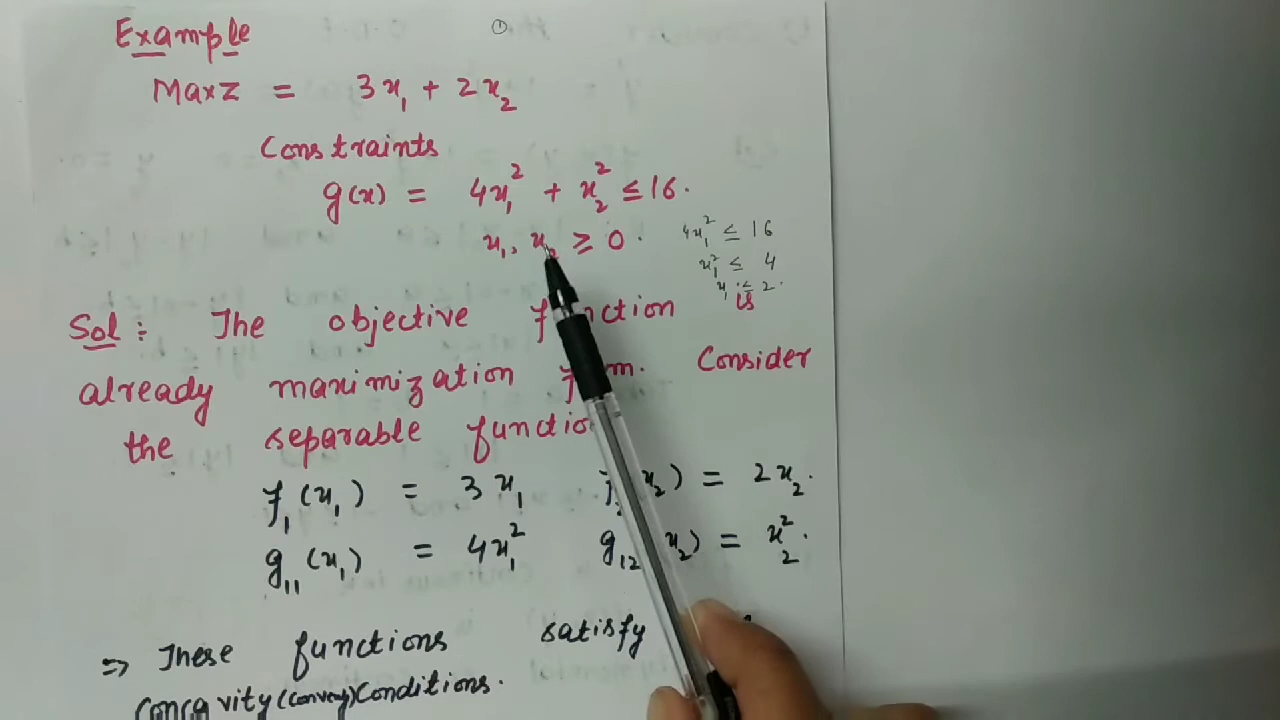 ①
Example
Max Z = 3x₁ + 2x₂
Constraints
g(x) = 4x₁² + x₂² ≤ 16.
x₁, x₂ ≥ 0.
4x₁² ≤ 16
x₁² ≤ 4
x₁ ≤ 2.
Sol: The objective function is
already maximization form. Consider
the separable
f₁(x₁) = 3x₁ = 2x₂.
g₁₁(x₁) = 4x₁² g₁₂ x₂) = x₂².
⇒ These functions satisfy
Concavity (Convexy) Conditions.